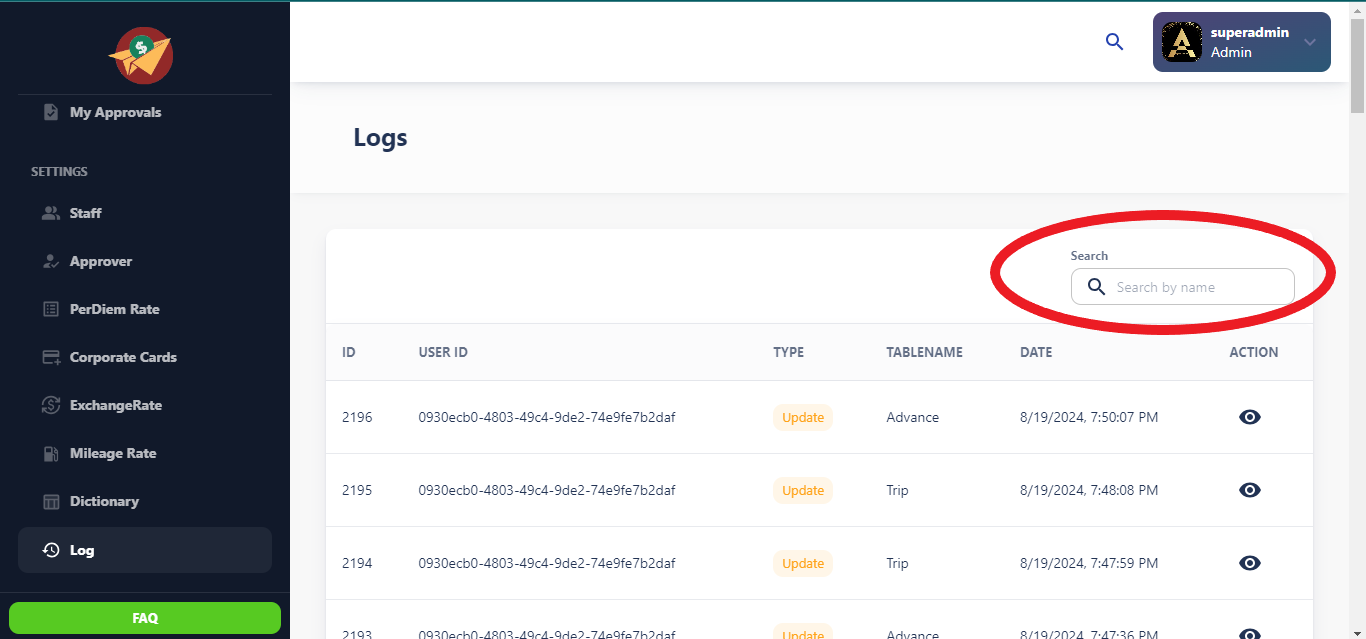 $
My Approvals
SETTINGS
Staff
Approver
PerDiem Rate
Corporate Cards
ExchangeRate
Mileage Rate
Dictionary
Log
FAQ
A
superadmin
Admin
Logs
Search
Search by name
ID USER ID TYPE TABLENAME DATE ACTION
2196 0930ecb0-4803-49c4-9de2-74e9fe7b2daf Update Advance 8/19/2024, 7:50:07 PM
2195 0930ecb0-4803-49c4-9de2-74e9fe7b2daf Update Trip 8/19/2024, 7:48:08 PM
2194 0930ecb0-4803-49c4-9de2-74e9fe7b2daf Update Trip 8/19/2024, 7:47:59 PM
2193 0930ecb0-4803-49c4-9de2-74e9fe7b2daf Update Advance 8/19/2024, 7:47:36 PM